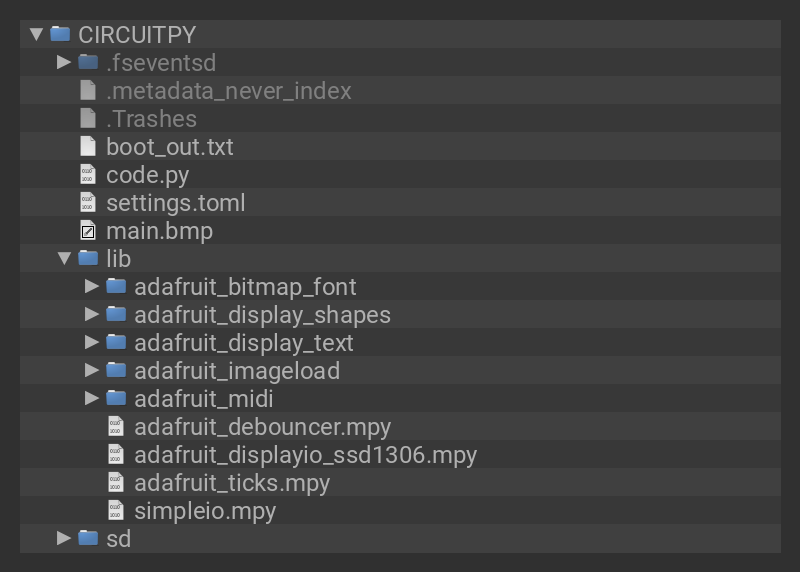 CIRCUITPY
.fseventsd
.metadata_never_index
.Trashes
boot_out.txt
code.py
settings.toml
main.bmp
lib
adafruit_bitmap_font
adafruit_display_shapes
adafruit_display_text
adafruit_imageload
adafruit_midi
adafruit_debouncer.mpy
adafruit_displayio_ssd1306.mpy
adafruit_ticks.mpy
simpleio.mpy
sd